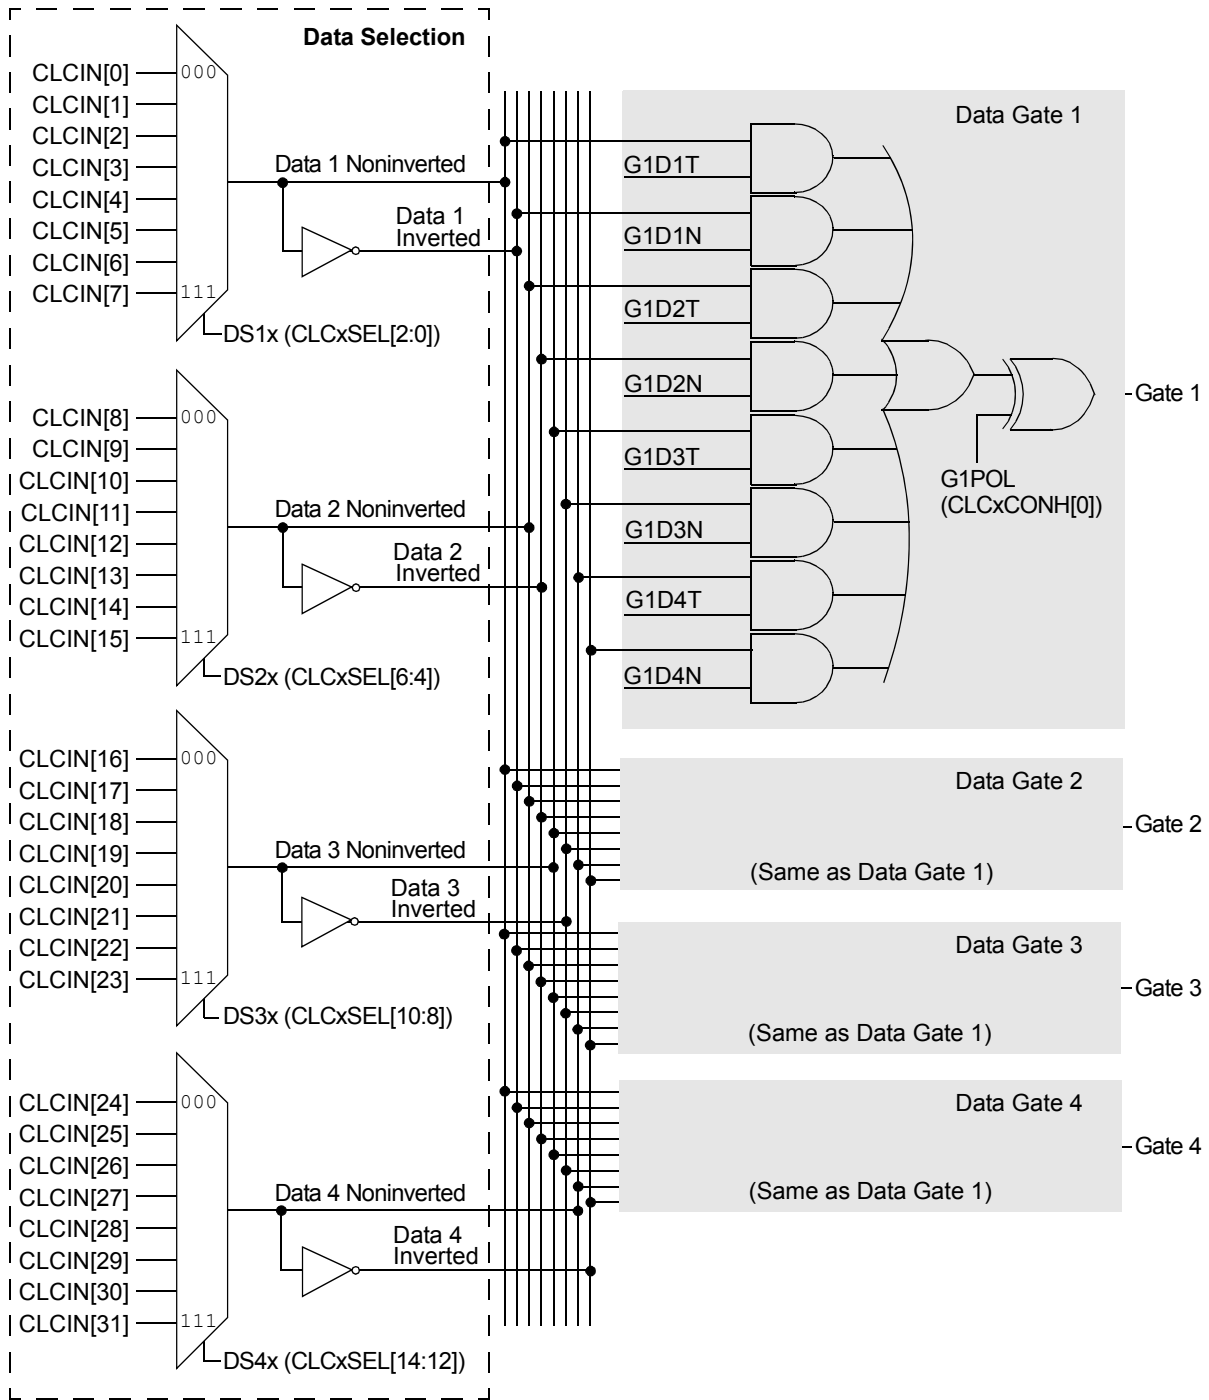 Data Selection
CLCIN[0]
000
CLCIN[1]
CLCIN[2]
CLCIN[3]
CLCIN[4]
CLCIN[5]
CLCIN[6]
CLCIN[7]
111
Data 1 Noninverted
Data 1
Inverted
DS1x (CLCxSEL[2:0])
CLCIN[8]
000
CLCIN[9]
CLCIN[10]
CLCIN[11]
CLCIN[12]
CLCIN[13]
CLCIN[14]
CLCIN[15]
111
Data 2 Noninverted
Data 2
Inverted
DS2x (CLCxSEL[6:4])
CLCIN[16]
000
CLCIN[17]
CLCIN[18]
CLCIN[19]
CLCIN[20]
CLCIN[21]
CLCIN[22]
CLCIN[23]
111
Data 3 Noninverted
Data 3
Inverted
DS3x (CLCxSEL[10:8])
CLCIN[24]
000
CLCIN[25]
CLCIN[26]
CLCIN[27]
CLCIN[28]
CLCIN[29]
CLCIN[30]
CLCIN[31]
111
Data 4 Noninverted
Data 4
Inverted
DS4x (CLCxSEL[14:12])
Data Gate 1
G1D1T
G1D1N
G1D2T
G1D2N
G1D3T
G1D3N
G1D4T
G1D4N
G1POL
(CLCxCONH[0])
Gate 1
Data Gate 2
(Same as Data Gate 1)
Gate 2
Data Gate 3
(Same as Data Gate 1)
Gate 3
Data Gate 4
(Same as Data Gate 1)
Gate 4